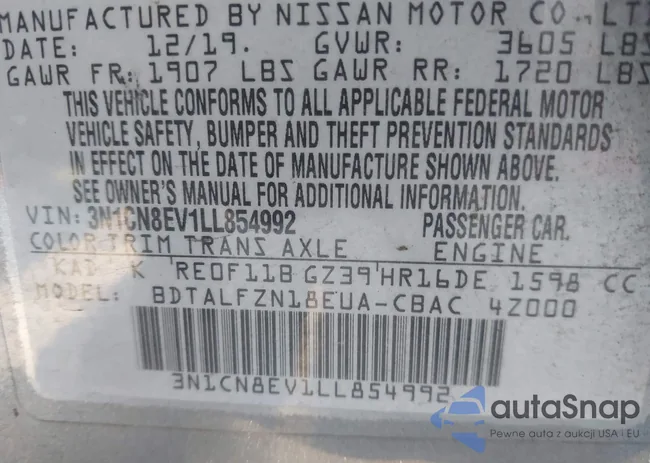 MANUFACTURED BY NISSAN MOTOR CO., LT
DATE: 12/19. GVWR: 3605 LBS
GAWR FR: 1907 LBS GAWR RR: 1720 LBS
THIS VEHICLE CONFORMS TO ALL APPLICABLE FEDERAL MOTOR
VEHICLE SAFETY, BUMPER AND THEFT PREVENTION STANDARDS
IN EFFECT ON THE DATE OF MANUFACTURE SHOWN ABOVE.
SEE OWNER'S MANUAL FOR ADDITIONAL INFORMATION.
VIN: 3N1CN8EV1LL854992 PASSENGER CAR.
COLOR TRIM TRANS AXLE ENGINE
KAD K RE0F11B GZ39 HR16DE 1598 CC
MODEL: BDTALFZN18EUA-CBAC 4Z000
3N1CN8EV1LL854992
autaSnap
Pewne auta z aukcji USA i EU